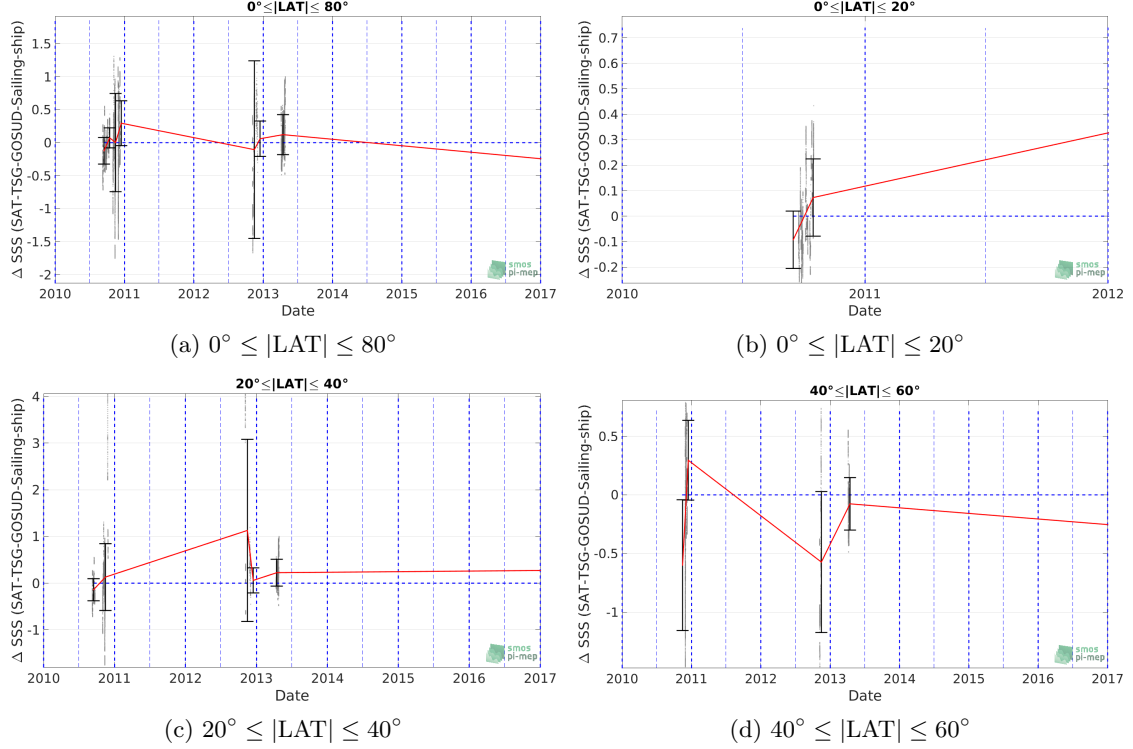 0°≤|LAT|≤ 80°
Δ SSS (SAT-TSG-GOSUD-Sailing-ship)
1.5
1
0.5
0
-0.5
-1
-1.5
-2
2010 2011 2012 2013 2014 2015 2016 2017
Date
smos
pi-mep
(a) 0° ≤ |LAT| ≤ 80°
0°≤|LAT|≤ 20°
Δ SSS (SAT-TSG-GOSUD-Sailing-ship)
0.7
0.6
0.5
0.4
0.3
0.2
0.1
0
-0.1
-0.2
2010 2011 2012
Date
smos
pi-mep
(b) 0° ≤ |LAT| ≤ 20°
20°≤|LAT|≤ 40°
Δ SSS (SAT-TSG-GOSUD-Sailing-ship)
4
3
2
1
0
-1
2010 2011 2012 2013 2014 2015 2016 2017
Date
smos
pi-mep
(c) 20° ≤ |LAT| ≤ 40°
40°≤|LAT|≤ 60°
Δ SSS (SAT-TSG-GOSUD-Sailing-ship)
0.5
0
-0.5
-1
2010 2011 2012 2013 2014 2015 2016 2017
Date
smos
pi-mep
(d) 40° ≤ |LAT| ≤ 60°